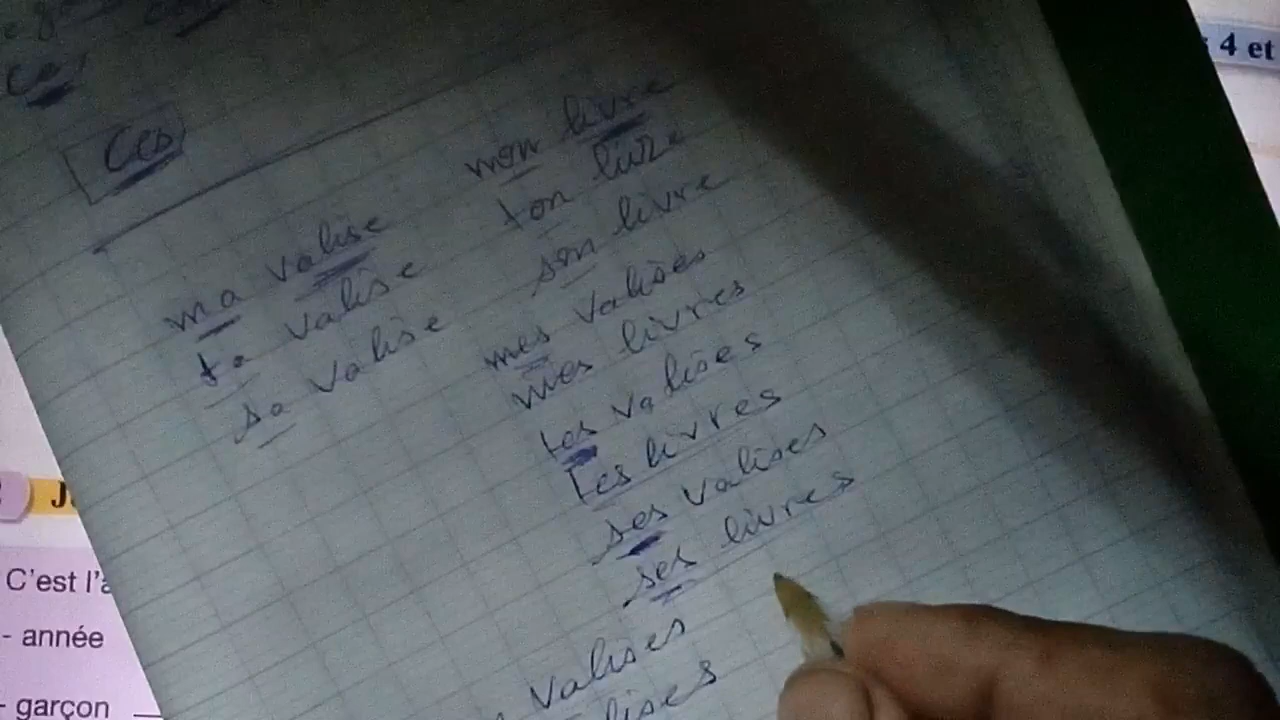 Ces
ma valise
ta valise
sa valise
mon livre
ton livre
son livre
mes valises
mes livres
tes valises
tes livres
ses valises
ses livres
valises
4 et
C'est l'
- année
- garçon